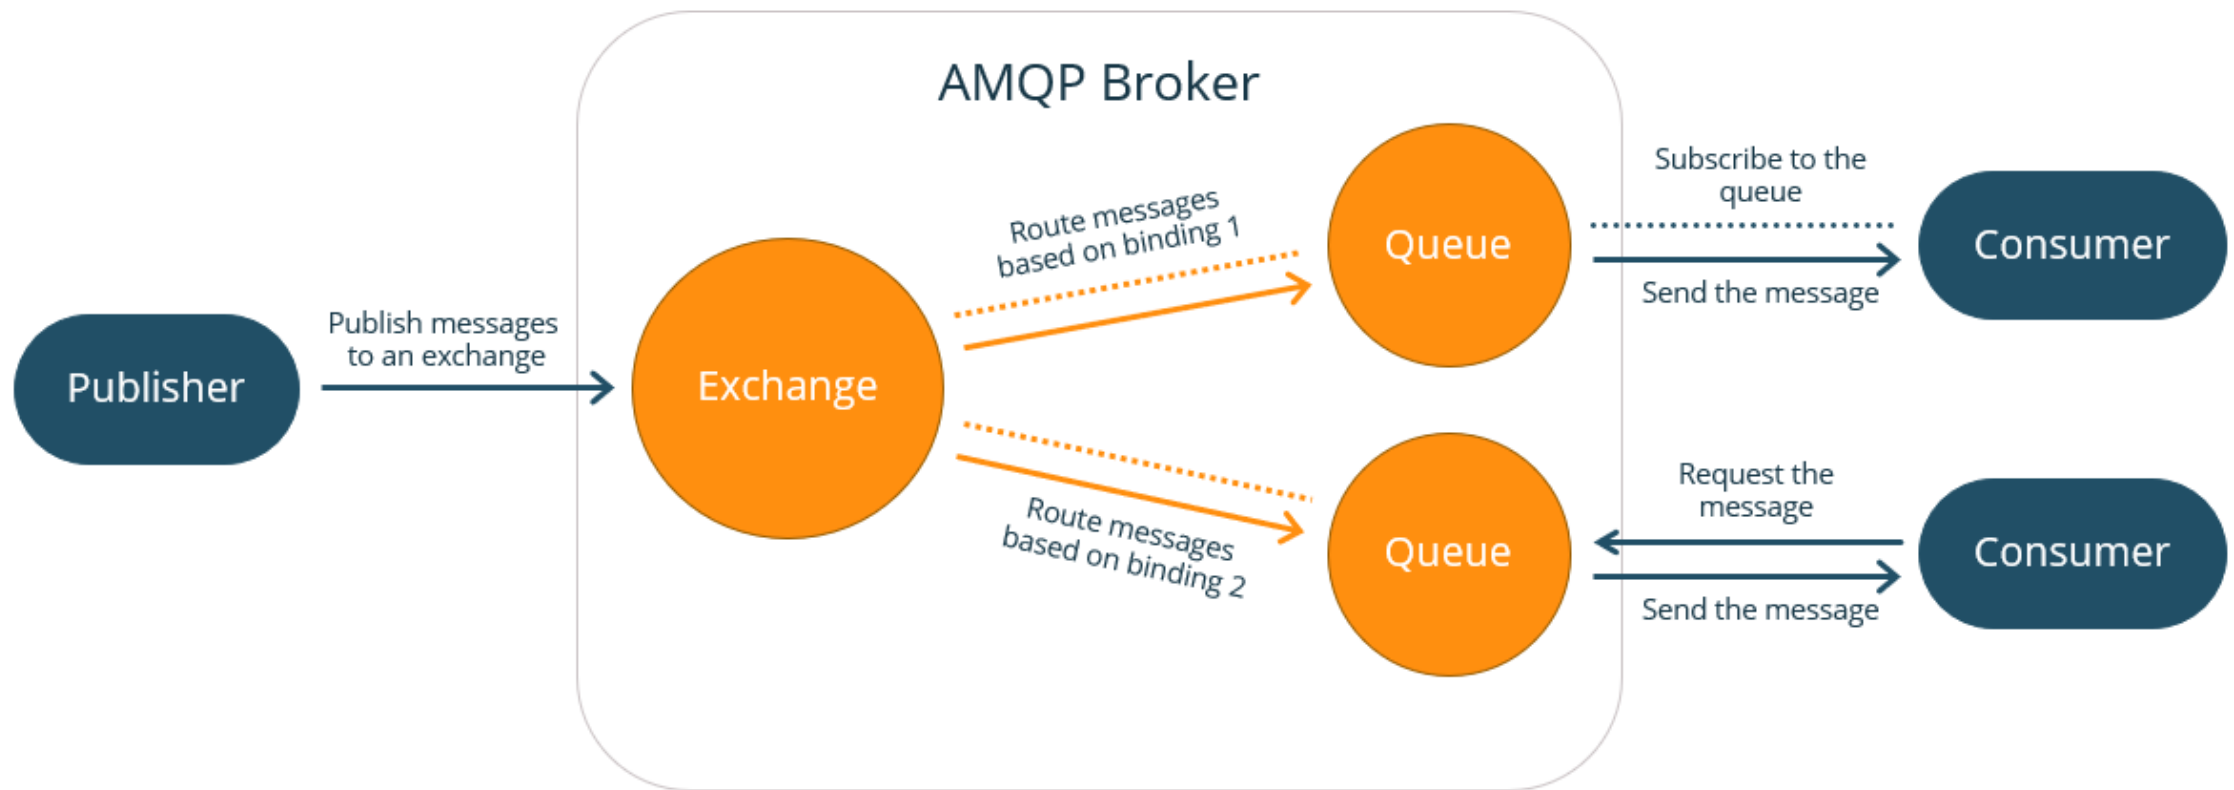 AMQP Broker
Publisher
Publish messages
to an exchange
Exchange
Route messages
based on binding 1
Route messages
based on binding 2
Queue
Queue
Subscribe to the
queue
Send the message
Consumer
Request the
message
Send the message
Consumer